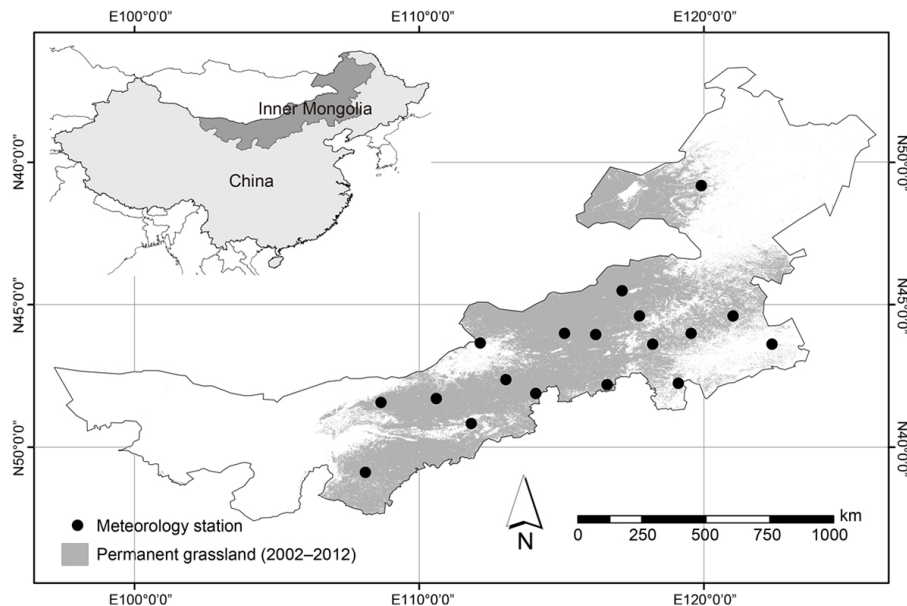 E100°0'0" E110°0'0" E120°0'0"
Inner Mongolia
China
N40°0'0"
N50°0'0"
N45°0'0"
N45°0'0"
N50°0'0"
N40°0'0"
Meteorology station
Permanent grassland (2002–2012)
N
km
0 250 500 750 1000
E100°0'0" E110°0'0" E120°0'0"